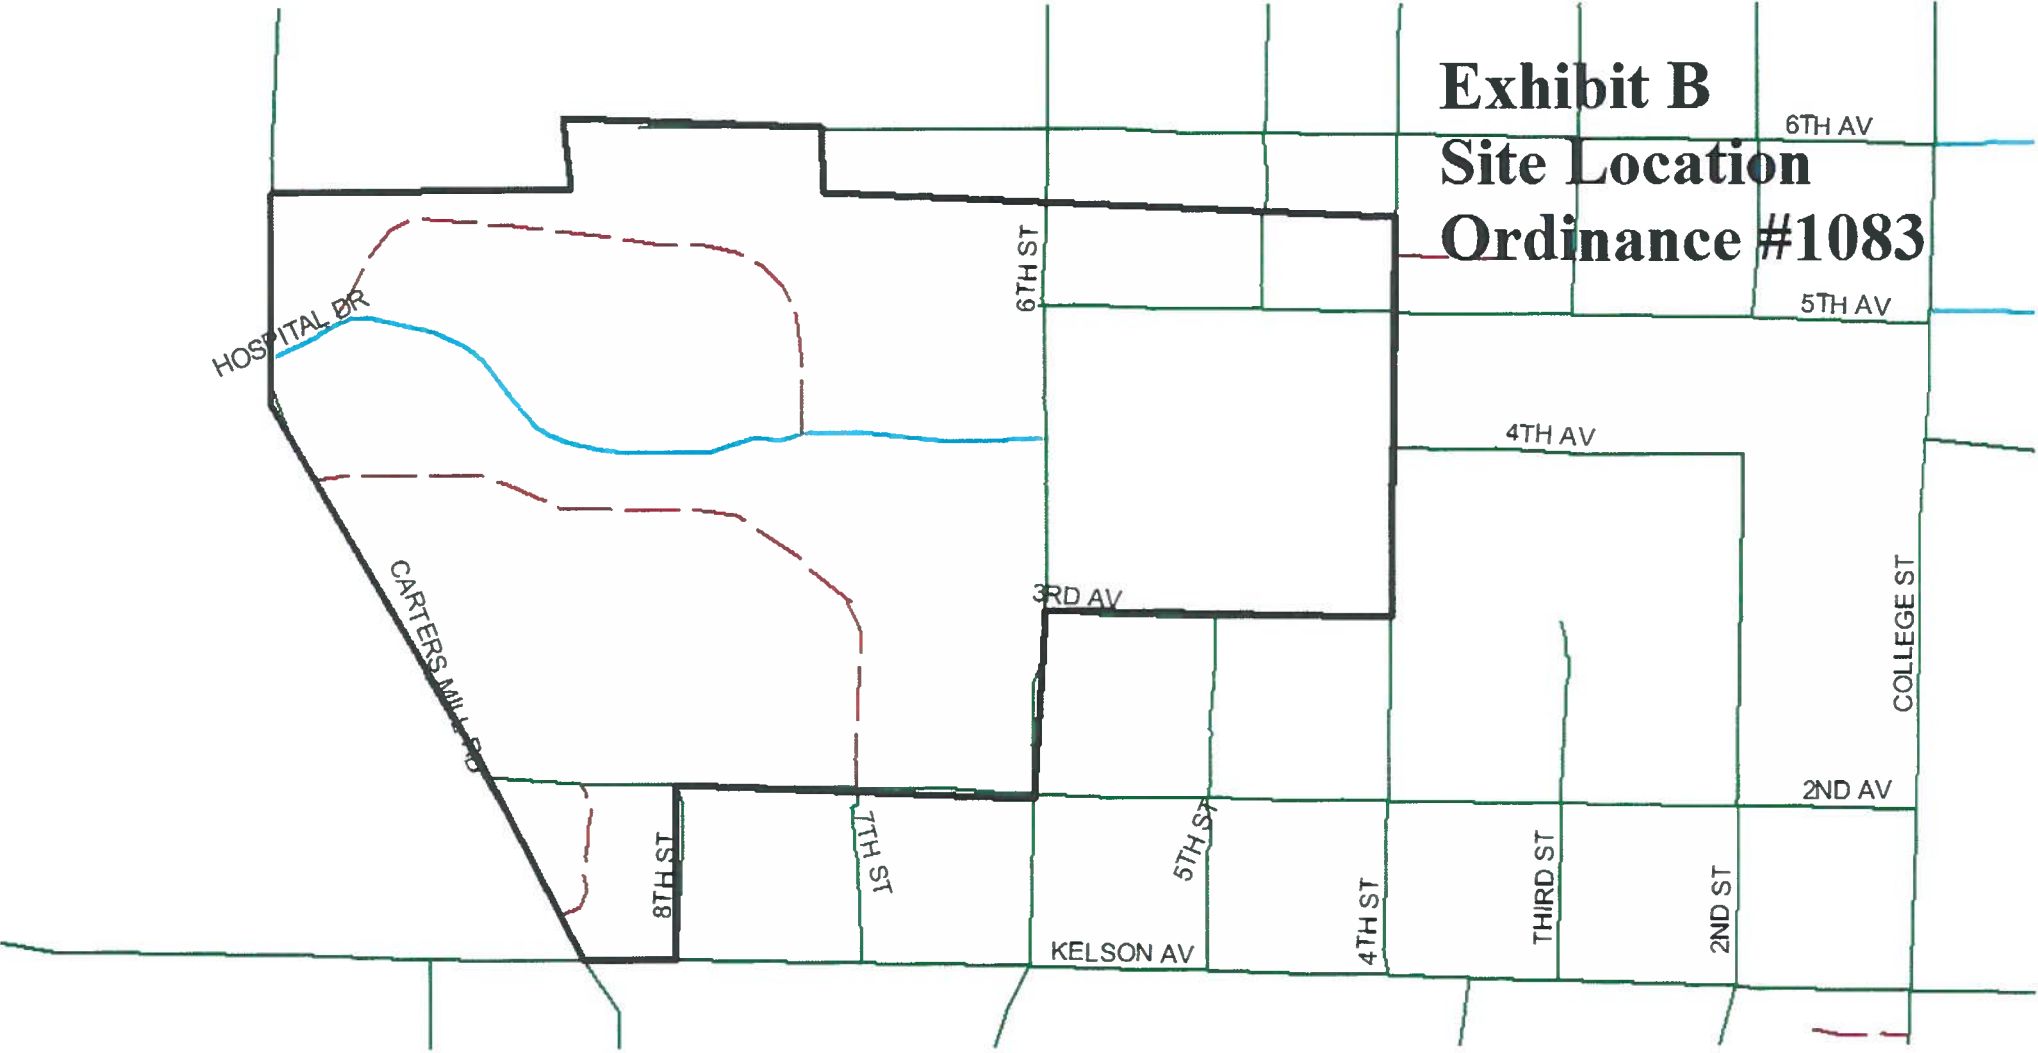 Exhibit B
6TH AV
Site Location
Ordinance #1083
6TH ST
HOSPITAL DR
5TH AV
4TH AV
3RD AV
CARTERS MILL RD
COLLEGE ST
2ND AV
8TH ST
7TH ST
5TH ST
4TH ST
THIRD ST
2ND ST
KELSON AV